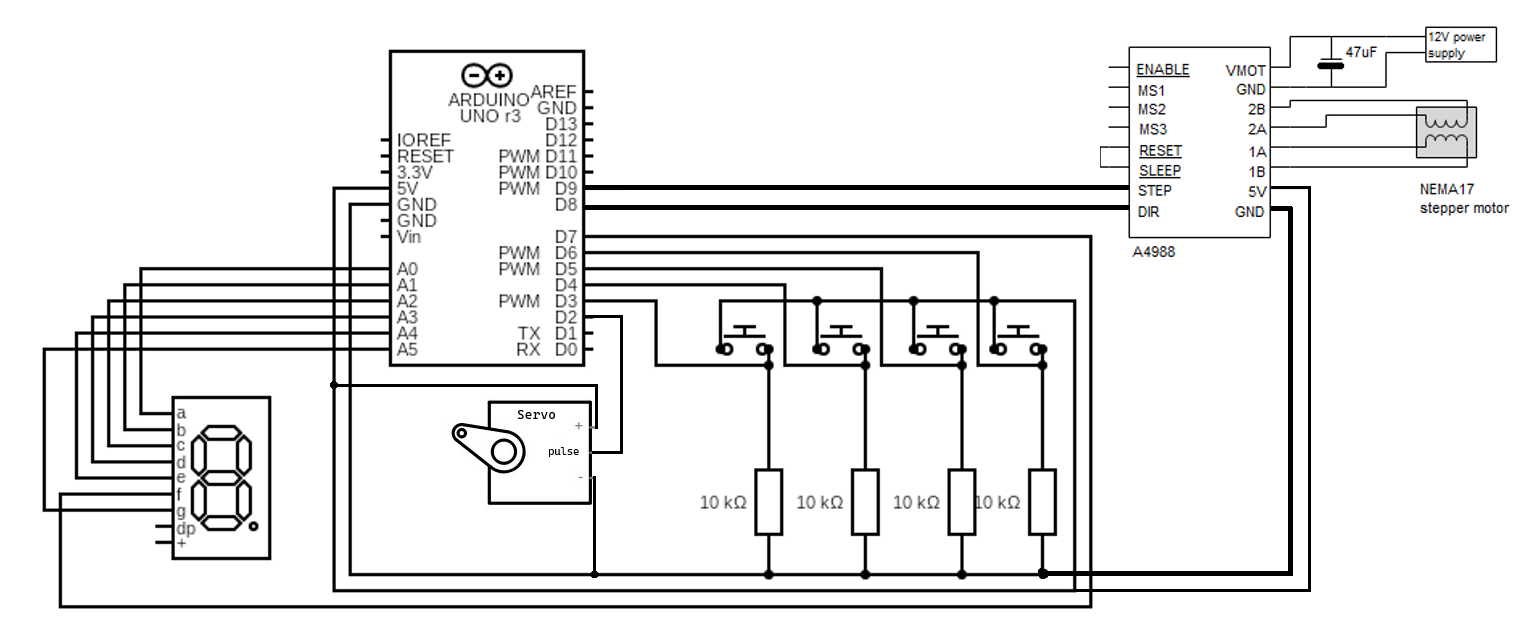 ARDUINO
UNO r3
IOREF
RESET
3.3V
5V
GND
GND
Vin
A0
A1
A2
A3
A4
A5
AREF
GND
D13
D12
PWM D11
PWM D10
PWM D9
D8
D7
PWM D6
PWM D5
D4
PWM D3
D2
TX D1
RX D0
ENABLE
MS1
MS2
MS3
RESET
SLEEP
STEP
DIR
VMOT
GND
2B
2A
1A
1B
5V
GND
A4988
47uF
12V power
supply
NEMA17
stepper motor
a
b
c
d
e
f
g
dp
+
Servo
+
pulse
-
10 kΩ
10 kΩ
10 kΩ
10 kΩ